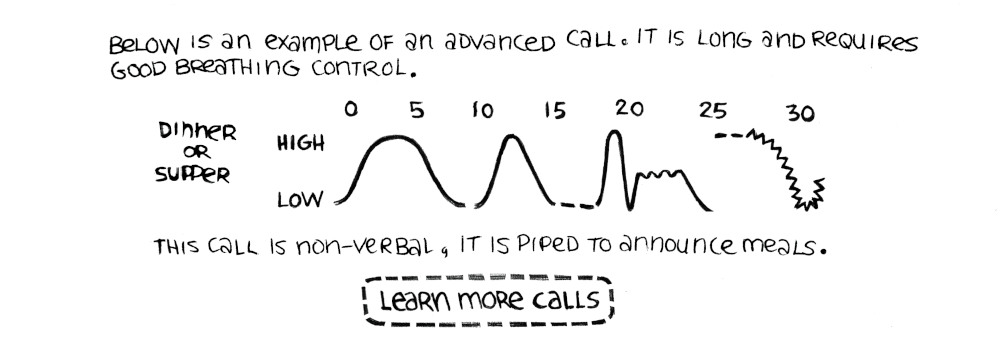 Below is an example of an advanced call. It is long and requires
good breathing control.
0 5 10 15 20 25 30
Dinner
or
Supper
High
Low
This call is non-verbal, it is piped to announce meals.
Learn more calls